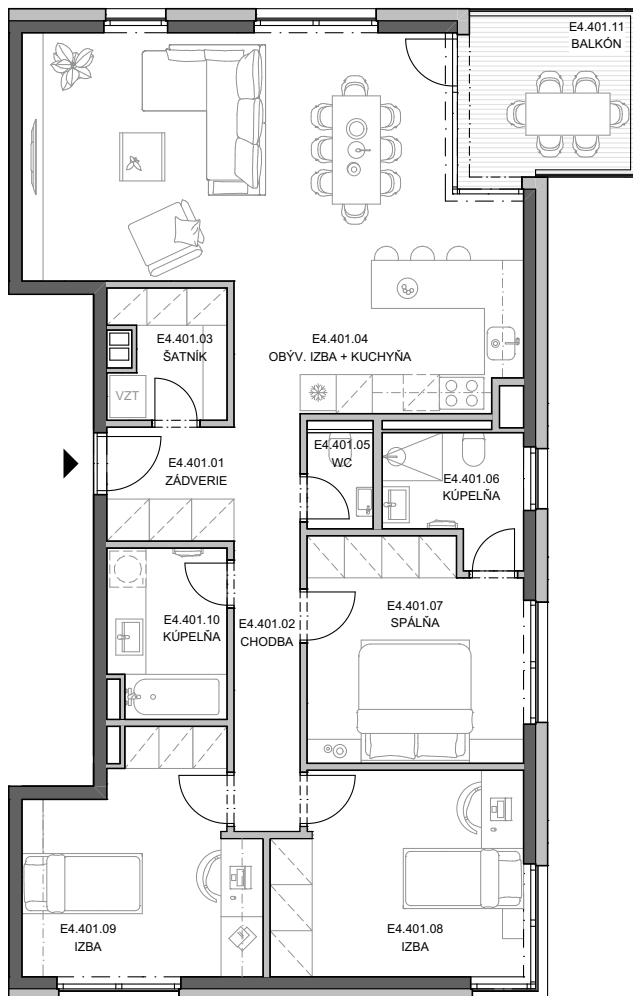 E4.401.11
BALKÓN
E4.401.03
ŠATNÍK
E4.401.04
OBÝV. IZBA + KUCHYŇA
VZT
E4.401.05
WC
E4.401.01
ZÁDVERIE
E4.401.06
KÚPEĽŇA
E4.401.10
KÚPEĽŇA
E4.401.02
CHODBA
E4.401.07
SPÁLŇA
E4.401.09
IZBA
E4.401.08
IZBA